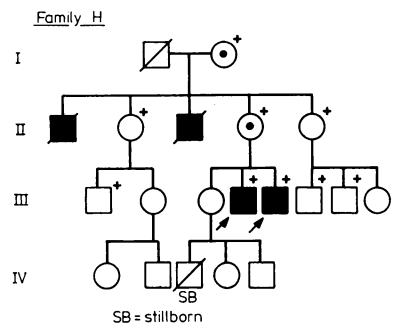 Family H
I
II
III
IV
SB
SB = stillborn